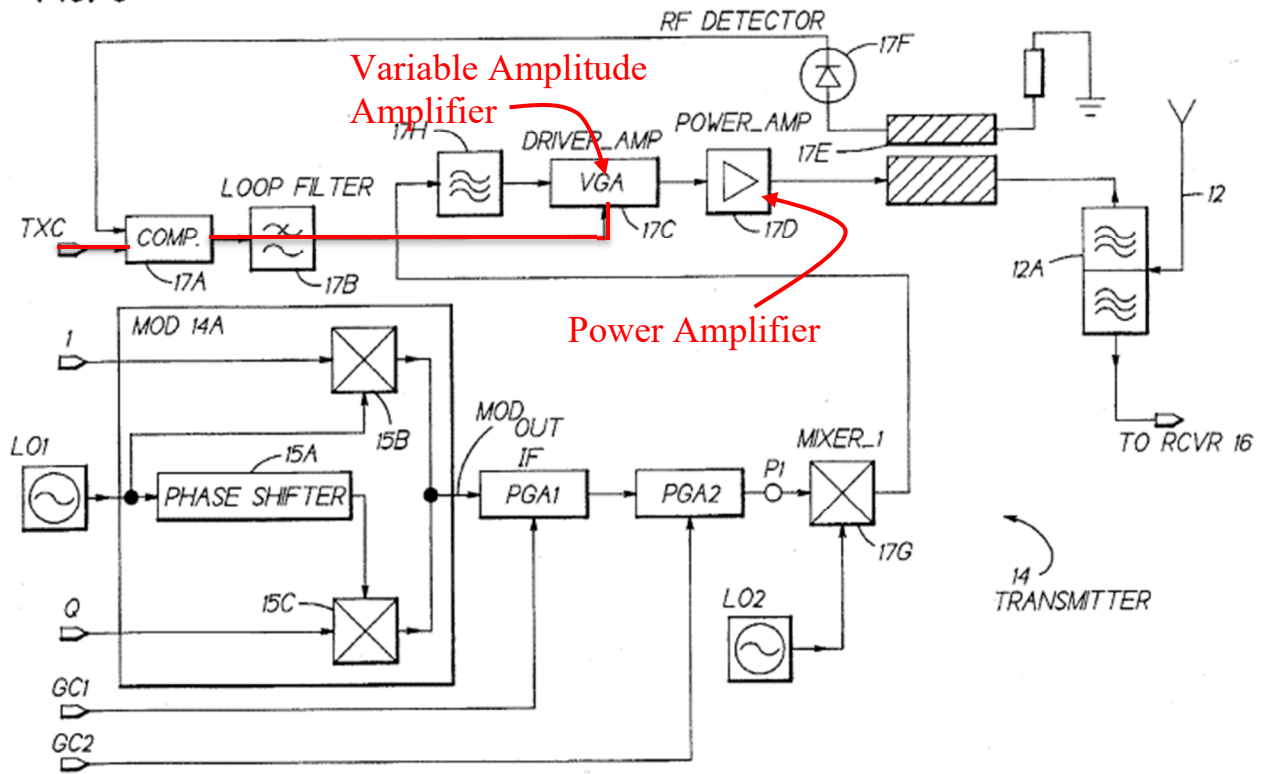 RF DETECTOR
17F
Variable Amplitude
Amplifier
17H
DRIVER_AMP
POWER_AMP
17E
VGA
LOOP FILTER
12
TXC
COMP.
17C
17D
17A
17B
12A
Power Amplifier
MOD 14A
I
15B
MOD OUT
TO RCVR 16
LO1
15A
IF
MIXER_1
PHASE SHIFTER
PGA1
PGA2
P1
17G
15C
14
TRANSMITTER
Q
LO2
GC1
GC2